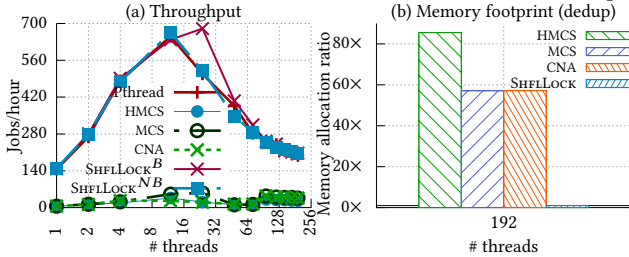 (a) Throughput
Jobs/hour
700
560
420
280
140
0
Pthread
HMCS
MCS
CNA
SHFLLOCK^B
SHFLLOCK^NB
1
2
4
8
16
32
64
128
256
# threads
(b) Memory footprint (dedup)
Memory allocation ratio
80×
60×
40×
20×
0×
HMCS
MCS
CNA
SHFLLOCK
192
# threads